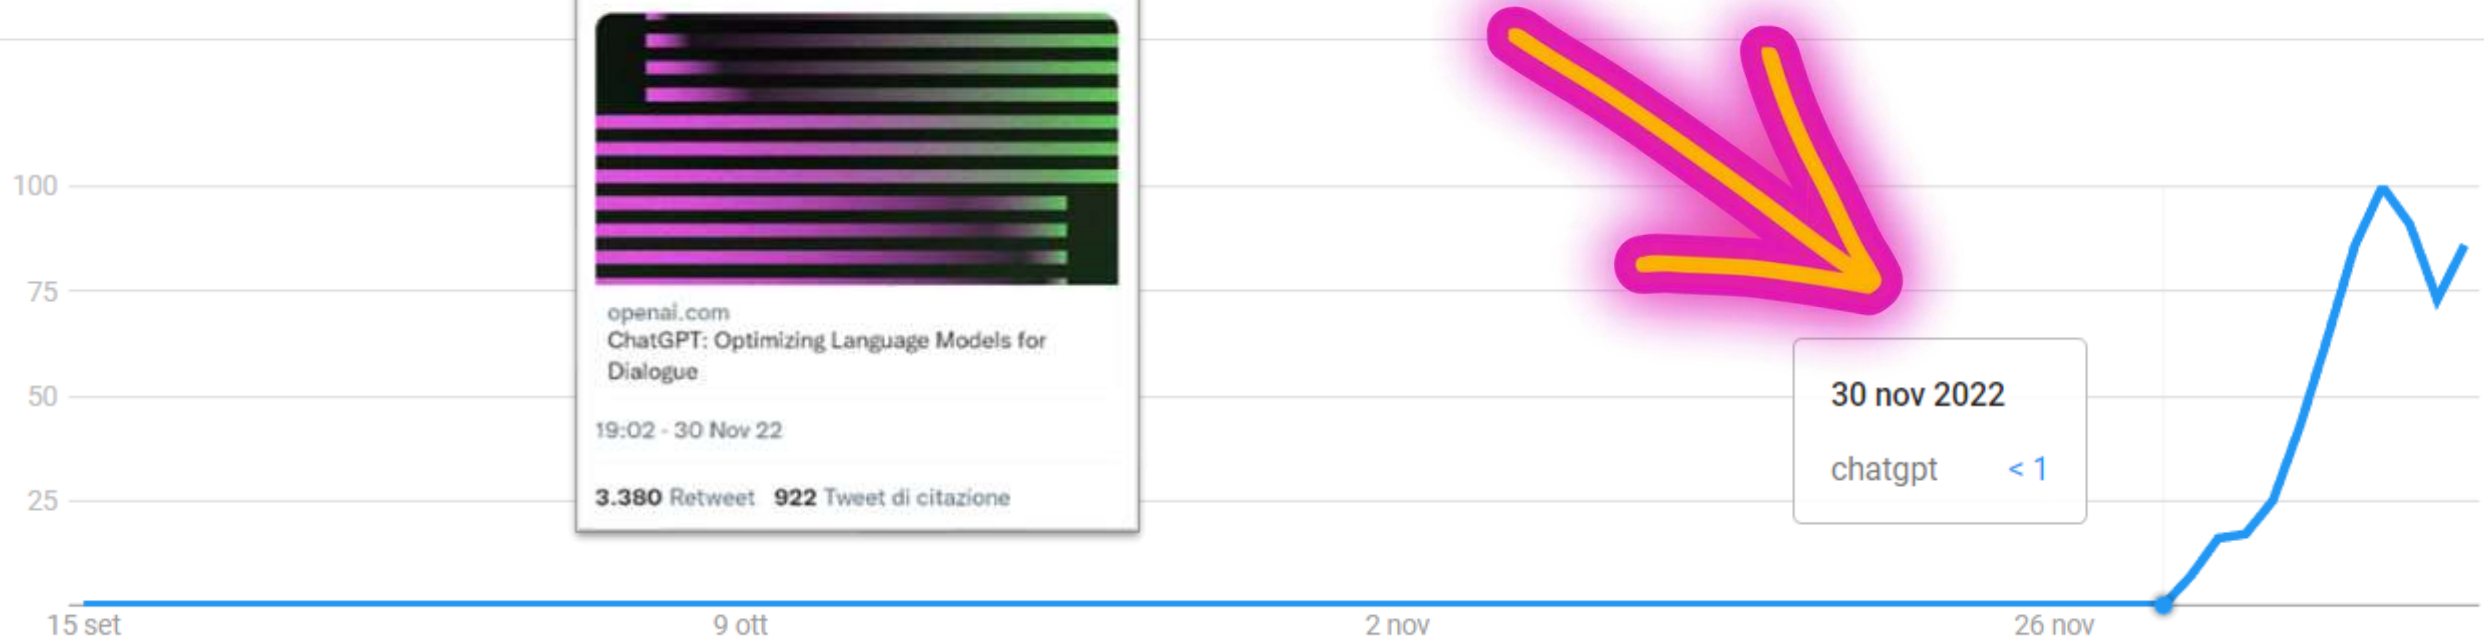 100
75
50
25
openai.com
ChatGPT: Optimizing Language Models for
Dialogue
19:02 - 30 Nov 22
3.380 Retweet 922 Tweet di citazione
30 nov 2022
chatgpt < 1
15 set 9 ott 2 nov 26 nov